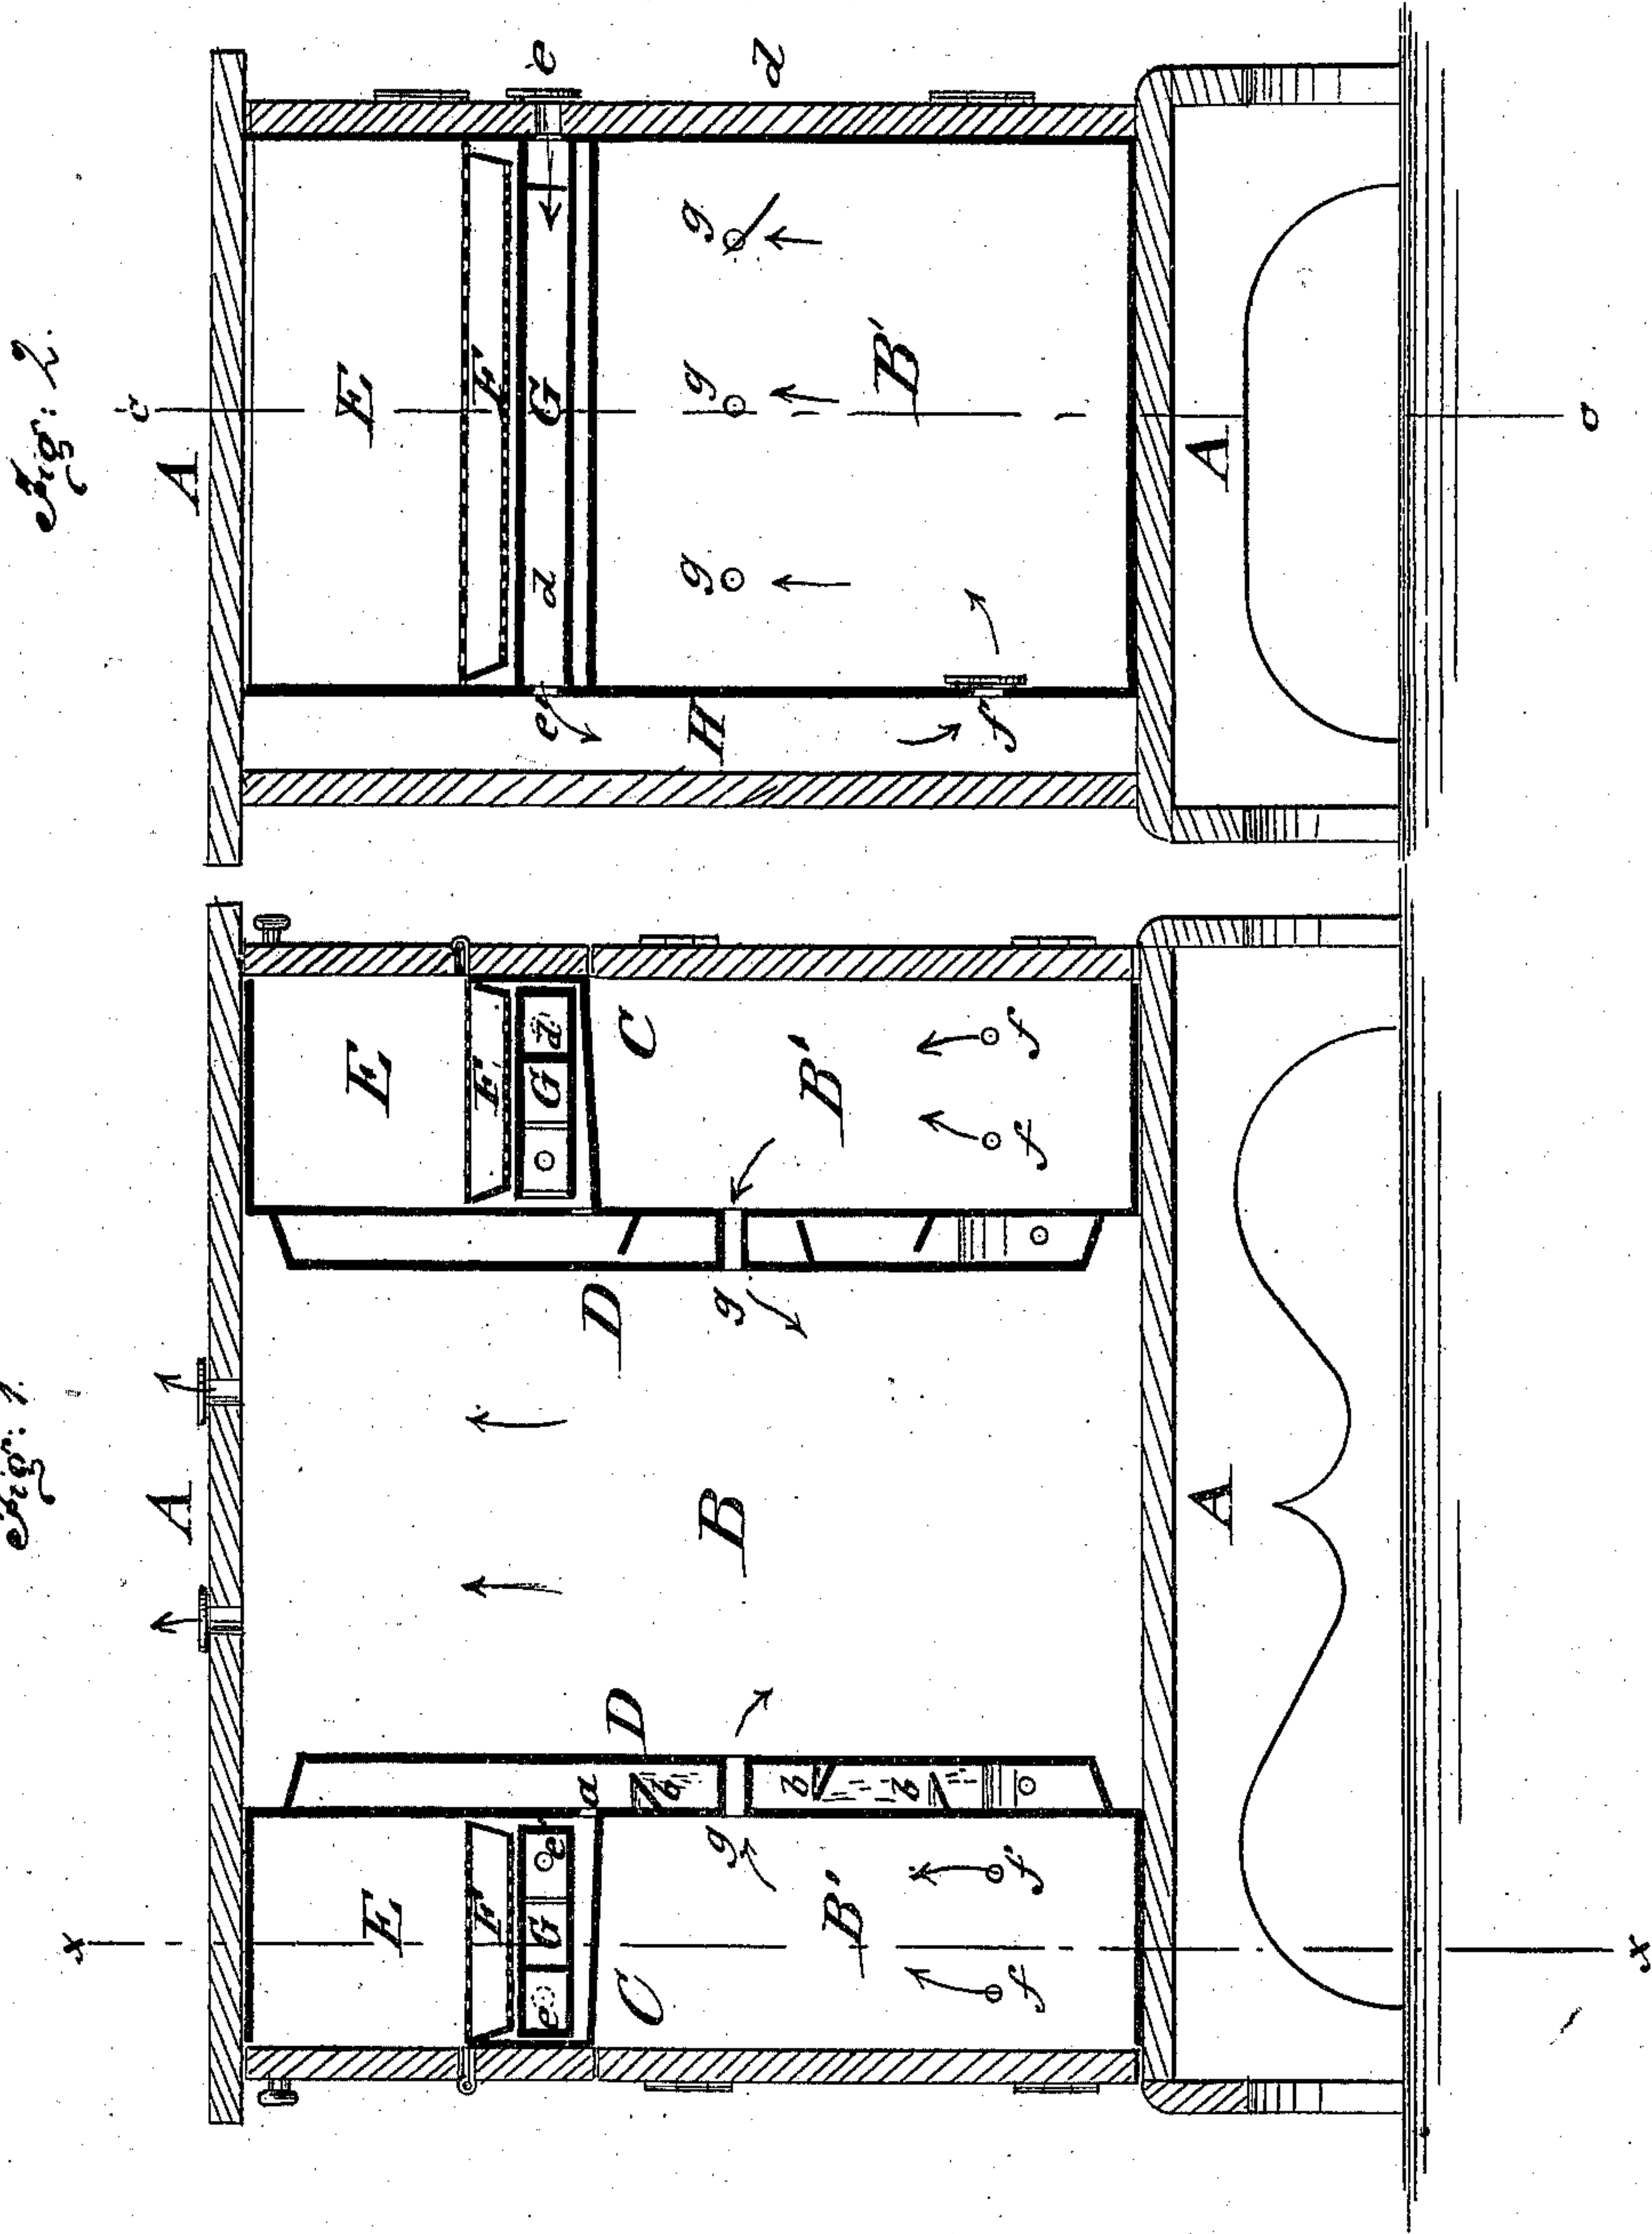 Fig: 1.
Fig: 2.
x
c
A
A
E
E
E
F
F
F
e G e'
G d
e' d G c
a
C
D
D
C
b
g
g
H
g g g
d
B
b
B'
B'
B'
b
f f
f f
f
A
A
x